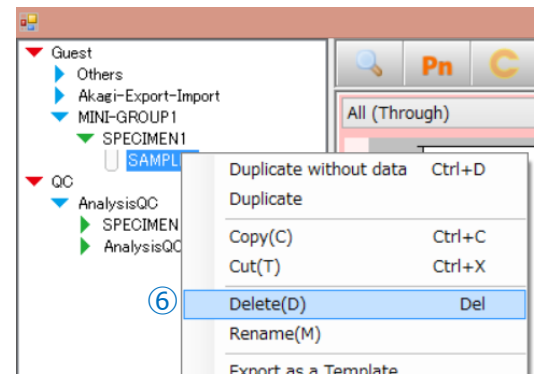 Guest
Others
Akagi-Export-Import
MINI-GROUP1
SPECIMEN1
SAMPL
QC
AnalysisQC
SPECIMEN
AnalysisQC
Pn
C
All (Through)
Duplicate without data Ctrl+D
Duplicate
Copy(C) Ctrl+C
Cut(T) Ctrl+X
⑥ Delete(D) Del
Rename(M)
Export as a Template